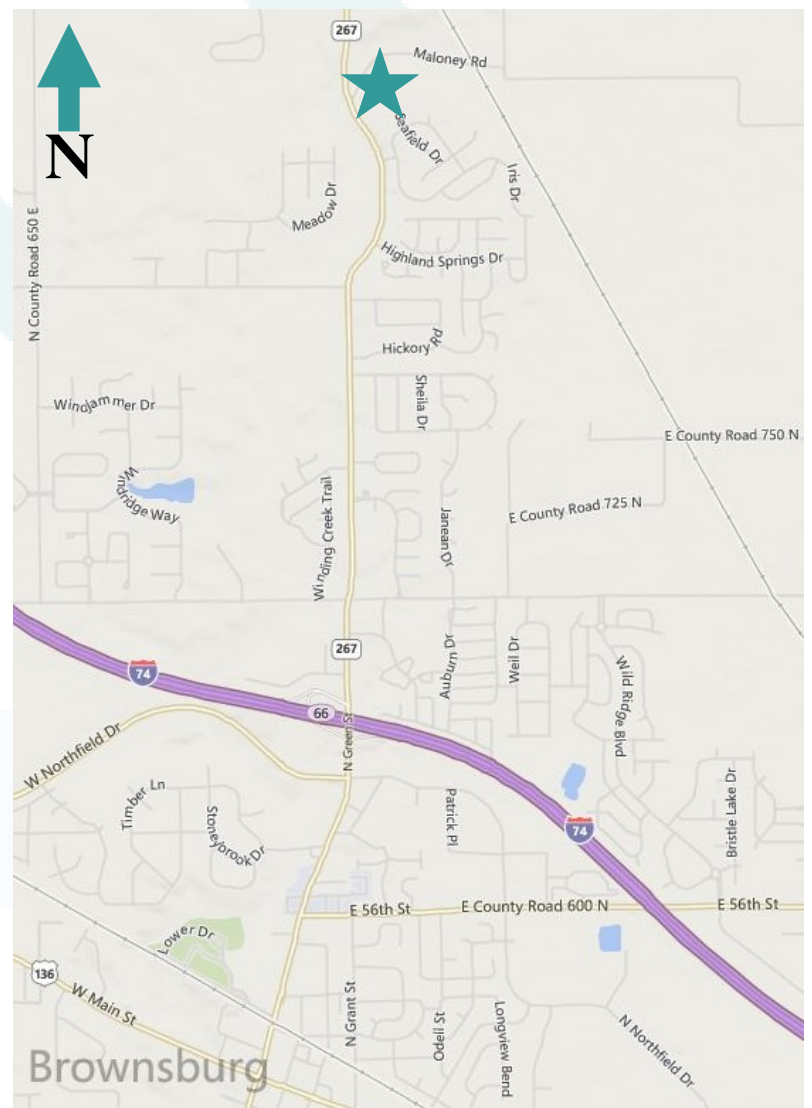 267
Maloney Rd
N
Seafield Dr
Iris Dr
Meadow Dr
N County Road 650 E
Highland Springs Dr
Hickory Rd
Sheila Dr
Windjammer Dr
E County Road 750 N
Windridge Way
Winding Creek Trail
Janean Dr
E County Road 725 N
267
Auburn Dr
Weil Dr
Wild Ridge Blvd
74
66
N Green St
W Northfield Dr
Timber Ln
Stoneybrook Dr
Patrick Pl
74
Bristle Lake Dr
E 56th St
E County Road 600 N
E 56th St
Lower Dr
136
W Main St
N Grant St
Odell St
Longview Bend
N Northfield Dr
Brownsburg